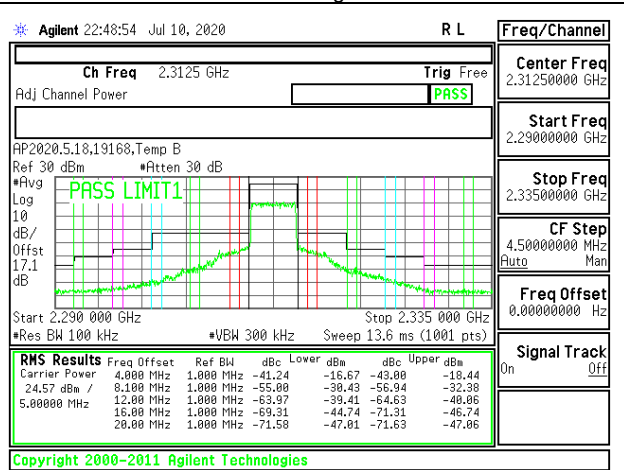 Agilent 22:48:54 Jul 10, 2020 R L Freq/Channel
Ch Freq 2.3125 GHz Trig Free
Adj Channel Power PASS
Center Freq
2.31250000 GHz
Start Freq
2.29000000 GHz
AP2020.5.18,19168,Temp B
Ref 30 dBm #Atten 30 dB
#Avg
Log
10
dB/
Offst
17.1
dB
PASS LIMIT1
Stop Freq
2.33500000 GHz
CF Step
4.50000000 MHz
Auto Man
Freq Offset
0.00000000 Hz
Start 2.290 000 GHz Stop 2.335 000 GHz
#Res BW 100 kHz #VBW 300 kHz Sweep 13.6 ms (1001 pts)
Signal Track
On Off
RMS Results Freq Offset Ref BW dBc Lower dBm dBc Upper dBm
Carrier Power 4.000 MHz 1.000 MHz -41.24 -16.67 -43.00 -18.44
24.57 dBm / 8.100 MHz 1.000 MHz -55.00 -30.43 -56.94 -32.38
5.00000 MHz 12.00 MHz 1.000 MHz -63.97 -39.41 -64.63 -40.06
16.00 MHz 1.000 MHz -69.31 -44.74 -71.31 -46.74
20.00 MHz 1.000 MHz -71.58 -47.01 -71.63 -47.06
Copyright 2000-2011 Agilent Technologies